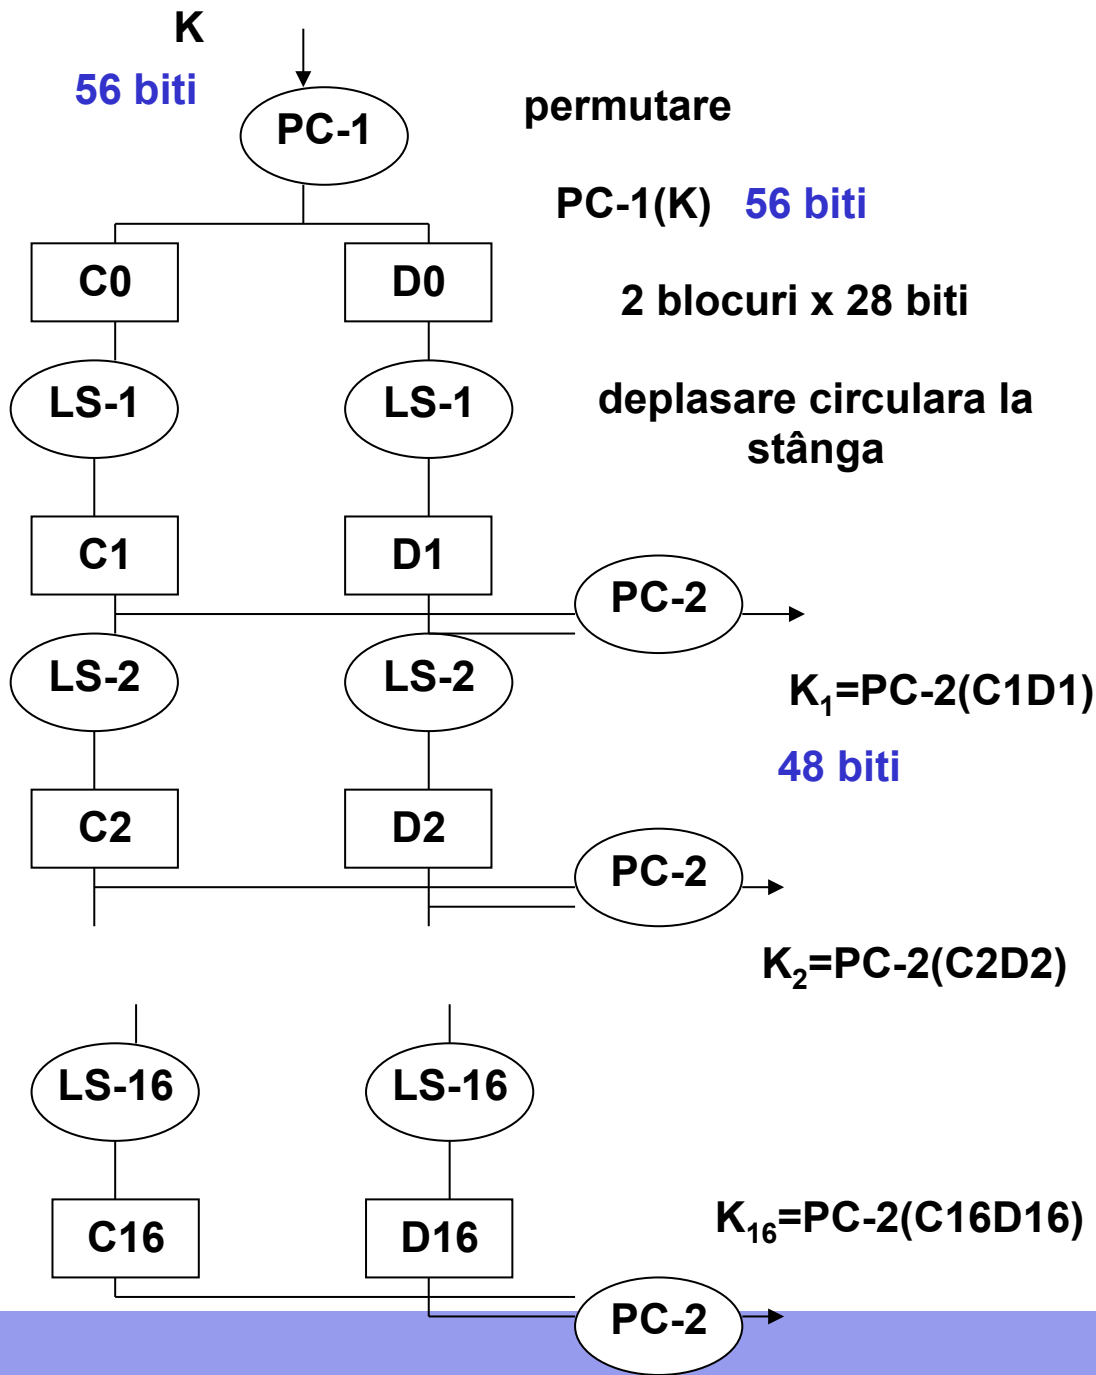 K
56 biti
PC-1
permutare
PC-1(K) 56 biti
C0 D0
2 blocuri x 28 biti
LS-1 LS-1
deplasare circulara la
stânga
C1 D1
PC-2
LS-2 LS-2
K₁=PC-2(C1D1)
48 biti
C2 D2
PC-2
K₂=PC-2(C2D2)
LS-16 LS-16
C16 D16
K₁₆=PC-2(C16D16)
PC-2